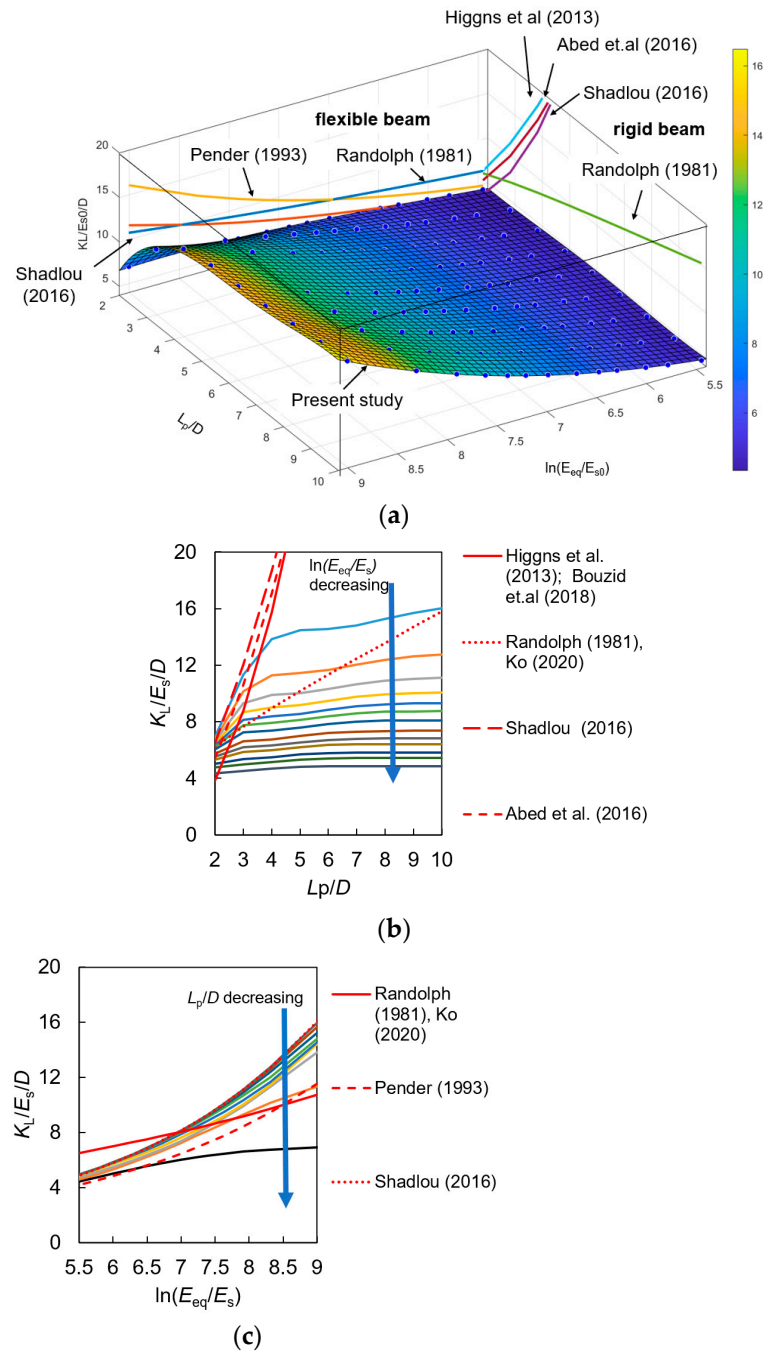 Higgns et al (2013)
Abed et.al (2016)
Shadlou (2016)
flexible beam
rigid beam
Pender (1993)
Randolph (1981)
Randolph (1981)
Shadlou
(2016)
Present study
KL/Es0/D
20
15
10
5
2
3
4
5
6
7
8
9
10
Lp/D
9
8.5
8
7.5
7
6.5
6
5.5
ln(Eeq/Es0)
16
14
12
10
8
6
(a)
20
16
12
8
4
0
KL/Es/D
ln(Eeq/Es)
decreasing
2 3 4 5 6 7 8 9 10
Lp/D
Higgns et al.
(2013); Bouzid
et.al (2018)
Randolph (1981),
Ko (2020)
Shadlou (2016)
Abed et al. (2016)
(b)
20
16
12
8
4
0
KL/Es/D
Lp/D decreasing
5.5 6 6.5 7 7.5 8 8.5 9
ln(Eeq/Es)
Randolph
(1981), Ko
(2020)
Pender (1993)
Shadlou (2016)
(c)